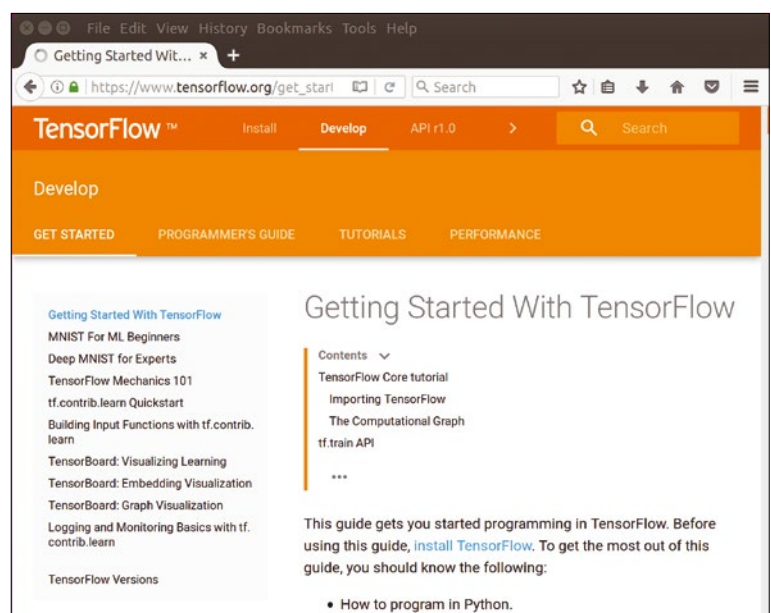 File Edit View History Bookmarks Tools Help
Getting Started Wit... × +
https://www.tensorflow.org/get_start Search
TensorFlow ™ Install Develop API r1.0 > Search
Develop
GET STARTED PROGRAMMER'S GUIDE TUTORIALS PERFORMANCE
Getting Started With TensorFlow
MNIST For ML Beginners
Deep MNIST for Experts
TensorFlow Mechanics 101
tf.contrib.learn Quickstart
Building Input Functions with tf.contrib.
learn
TensorBoard: Visualizing Learning
TensorBoard: Embedding Visualization
TensorBoard: Graph Visualization
Logging and Monitoring Basics with tf.
contrib.learn
TensorFlow Versions
Getting Started With TensorFlow
Contents
TensorFlow Core tutorial
Importing TensorFlow
The Computational Graph
tf.train API
•••
This guide gets you started programming in TensorFlow. Before
using this guide, install TensorFlow. To get the most out of this
guide, you should know the following:
• How to program in Python.